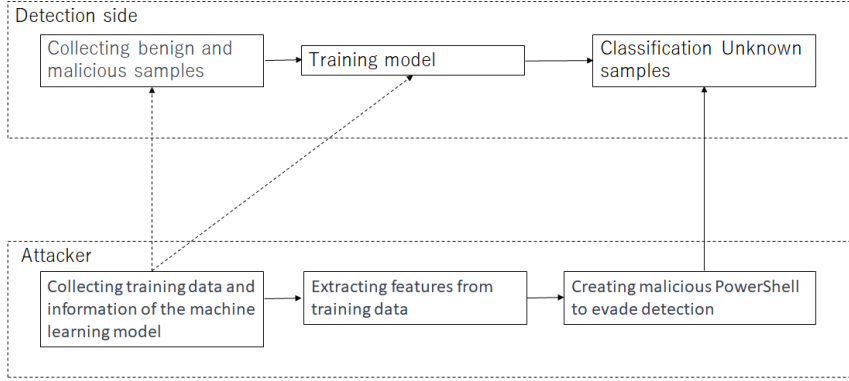 Detection side
Collecting benign and
malicious samples
Training model
Classification Unknown
samples
Attacker
Collecting training data and
information of the machine
learning model
Extracting features from
training data
Creating malicious PowerShell
to evade detection